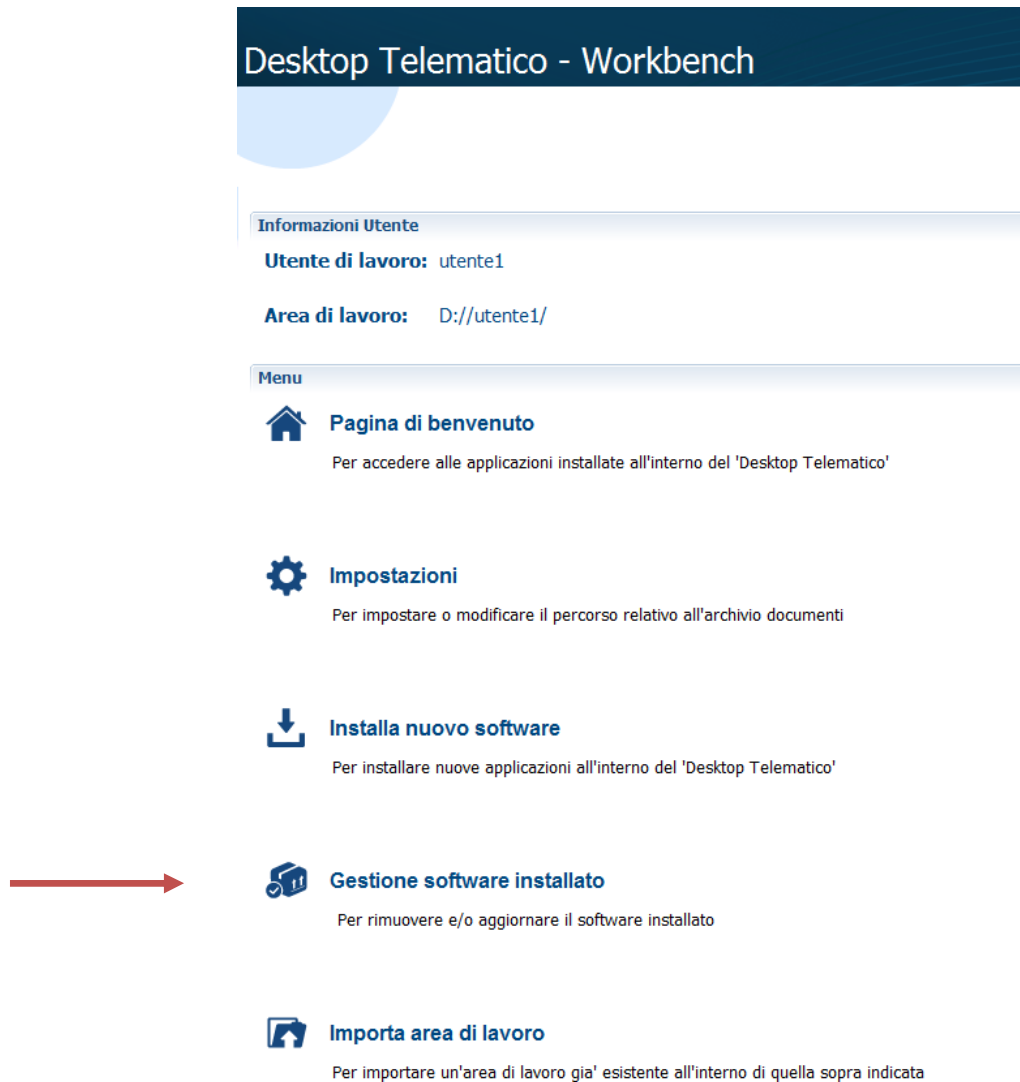 Desktop Telematico - Workbench
Informazioni Utente
Utente di lavoro: utente1
Area di lavoro: D://utente1/
Menu
Pagina di benvenuto
Per accedere alle applicazioni installate all'interno del 'Desktop Telematico'
Impostazioni
Per impostare o modificare il percorso relativo all'archivio documenti
Installa nuovo software
Per installare nuove applicazioni all'interno del 'Desktop Telematico'
Gestione software installato
Per rimuovere e/o aggiornare il software installato
Importa area di lavoro
Per importare un'area di lavoro gia' esistente all'interno di quella sopra indicata